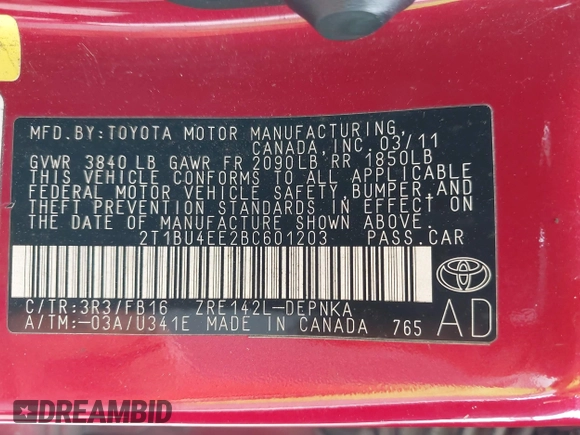 MFD. BY: TOYOTA MOTOR MANUFACTURING,
CANADA, INC. 03/11
GVWR 3840 LB GAWR FR 2090LB RR 1850LB
THIS VEHICLE CONFORMS TO ALL APPLICABLE
FEDERAL MOTOR VEHICLE SAFETY, BUMPER, AND
THEFT PREVENTION STANDARDS IN EFFECT ON
THE DATE OF MANUFACTURE SHOWN ABOVE.
2T1BU4EE2BC601203 PASS.CAR
C/TR:3R3/FB16 ZRE142L-DEPNKA
A/TM:-03A/U341E MADE IN CANADA 765
AD
DREAMBID